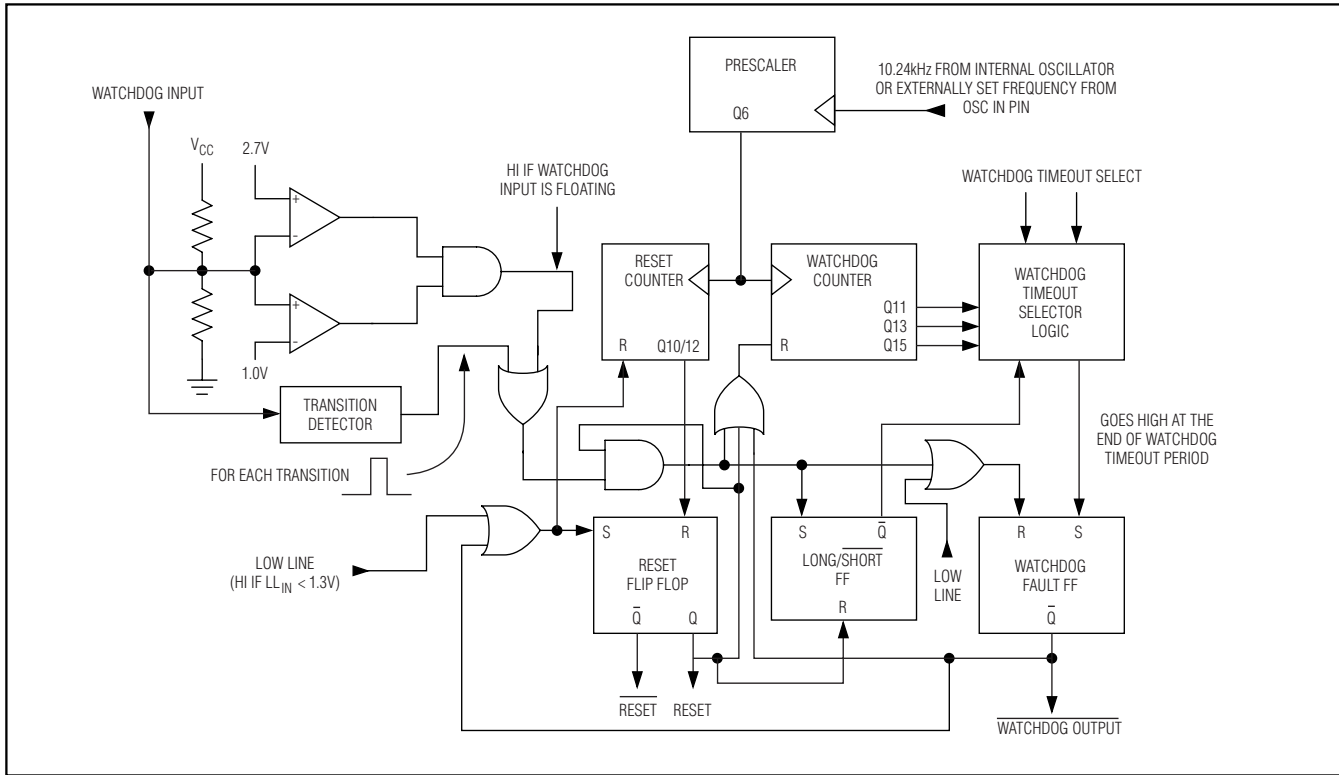 PRESCALER
Q6
10.24kHz FROM INTERNAL OSCILLATOR
OR EXTERNALLY SET FREQUENCY FROM
OSC IN PIN
WATCHDOG INPUT
VCC
2.7V
HI IF WATCHDOG
INPUT IS FLOATING
WATCHDOG TIMEOUT SELECT
+
-
+
-
1.0V
RESET
COUNTER
R
Q10/12
WATCHDOG
COUNTER
Q11
Q13
Q15
R
WATCHDOG
TIMEOUT
SELECTOR
LOGIC
TRANSITION
DETECTOR
FOR EACH TRANSITION
GOES HIGH AT THE
END OF WATCHDOG
TIMEOUT PERIOD
LOW LINE
(HI IF LLIN < 1.3V)
S
R
RESET
FLIP FLOP
Q̅
Q
S
Q̅
LONG/S̅H̅O̅R̅T̅
FF
R
LOW
LINE
R
S
WATCHDOG
FAULT FF
Q̅
R̅E̅S̅E̅T̅
RESET
W̅A̅T̅C̅H̅D̅O̅G̅ O̅U̅T̅P̅U̅T̅